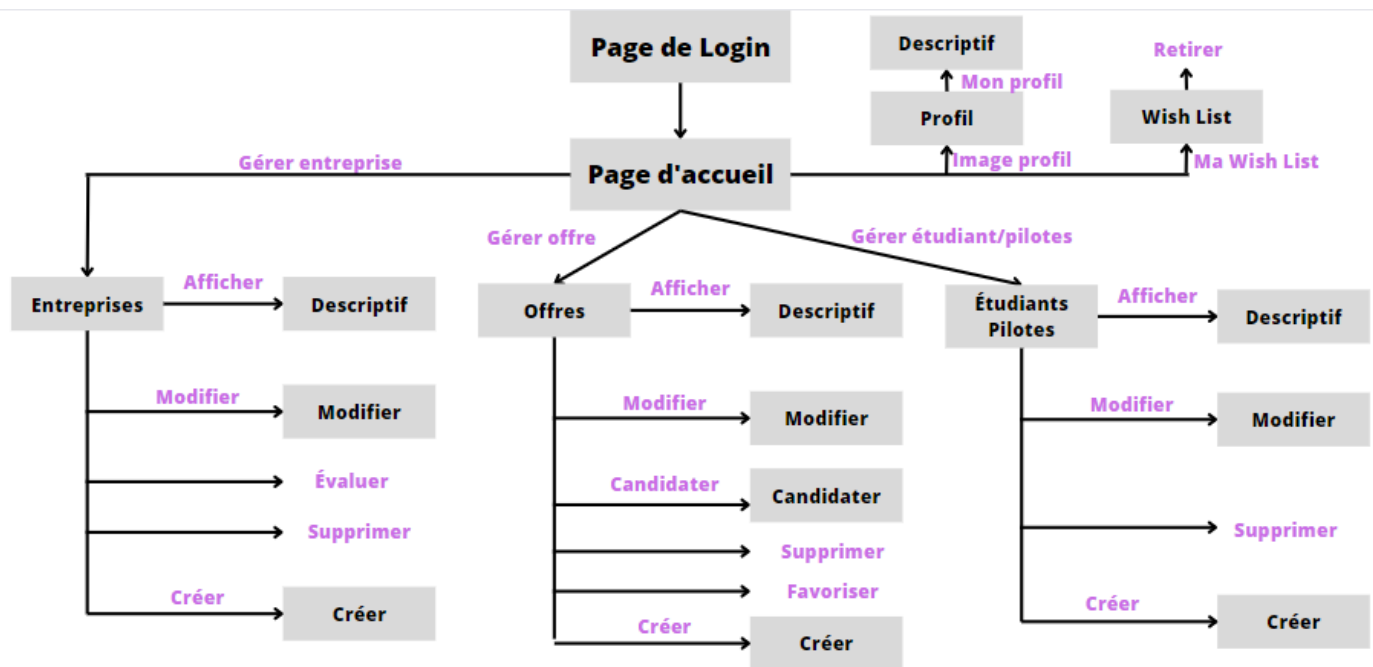 Page de Login
Descriptif
Retirer
Mon profil
Profil
Wish List
Gérer entreprise
Image profil
Ma Wish List
Page d'accueil
Gérer offre
Gérer étudiant/pilotes
Entreprises
Afficher
Descriptif
Modifier
Modifier
Évaluer
Supprimer
Créer
Créer
Offres
Afficher
Descriptif
Modifier
Modifier
Candidater
Candidater
Supprimer
Favoriser
Créer
Créer
Étudiants
Pilotes
Afficher
Descriptif
Modifier
Modifier
Supprimer
Créer
Créer